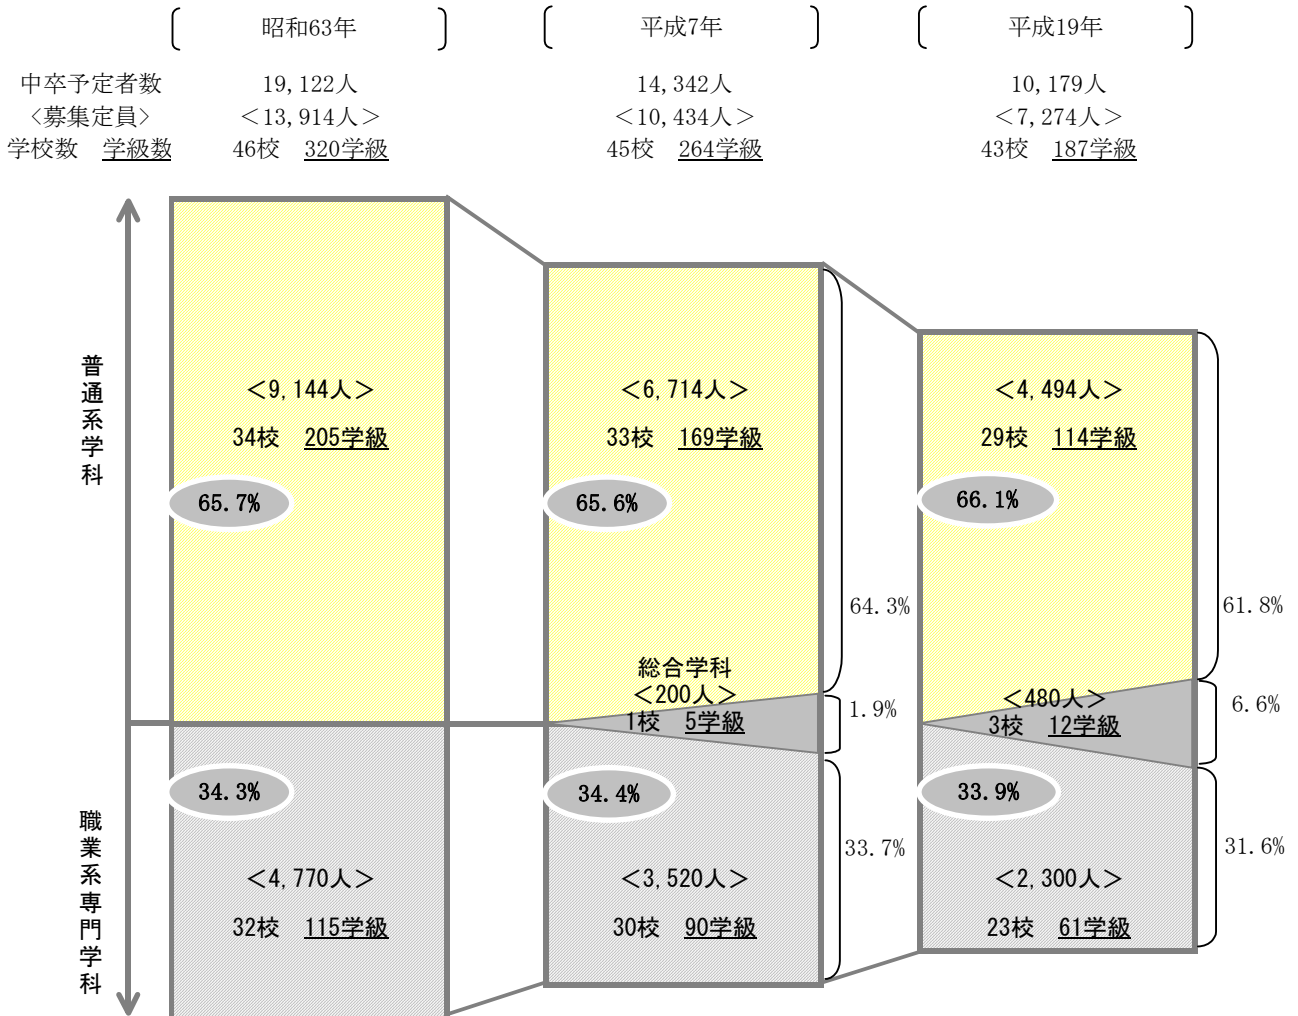 昭和63年 平成7年 平成19年
中卒予定者数 19,122人 14,342人 10,179人
〈募集定員〉 ＜13,914人＞ ＜10,434人＞ ＜7,274人＞
学校数 学級数 46校 320学級 45校 264学級 43校 187学級
普通系学科
＜9,144人＞ ＜6,714人＞ ＜4,494人＞
34校 205学級 33校 169学級 29校 114学級
65.7% 65.6% 66.1%
64.3% 61.8%
総合学科
＜200人＞ ＜480人＞
1校 5学級 1.9% 3校 12学級 6.6%
34.3% 34.4% 33.9%
職業系専門学科
33.7% 31.6%
＜4,770人＞ ＜3,520人＞ ＜2,300人＞
32校 115学級 30校 90学級 23校 61学級